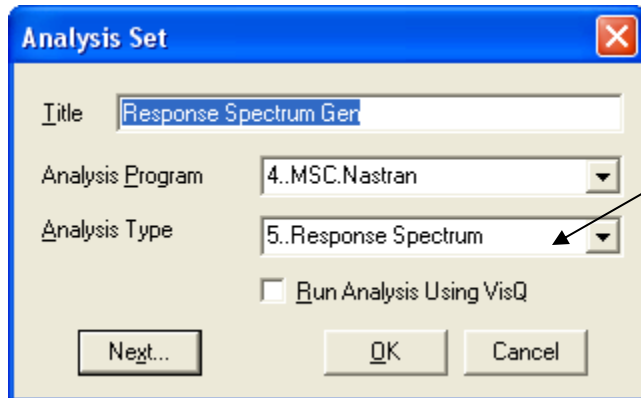 Analysis Set
Title Response Spectrum Gen
Analysis Program 4..MSC.Nastran
Analysis Type 5..Response Spectrum
Run Analysis Using VisQ
Next... OK Cancel